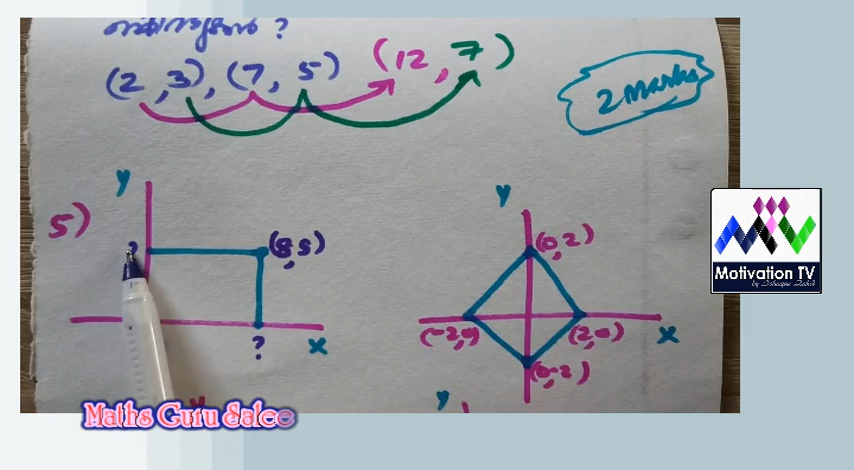 (2, 3), (7, 5) (12, 7)
2 marks
y
5)
?
(8,5)
?
x
y
(0,2)
(-2,0)
(2,0)
x
(0,-2)
y
Motivation TV
Maths Guru Salee